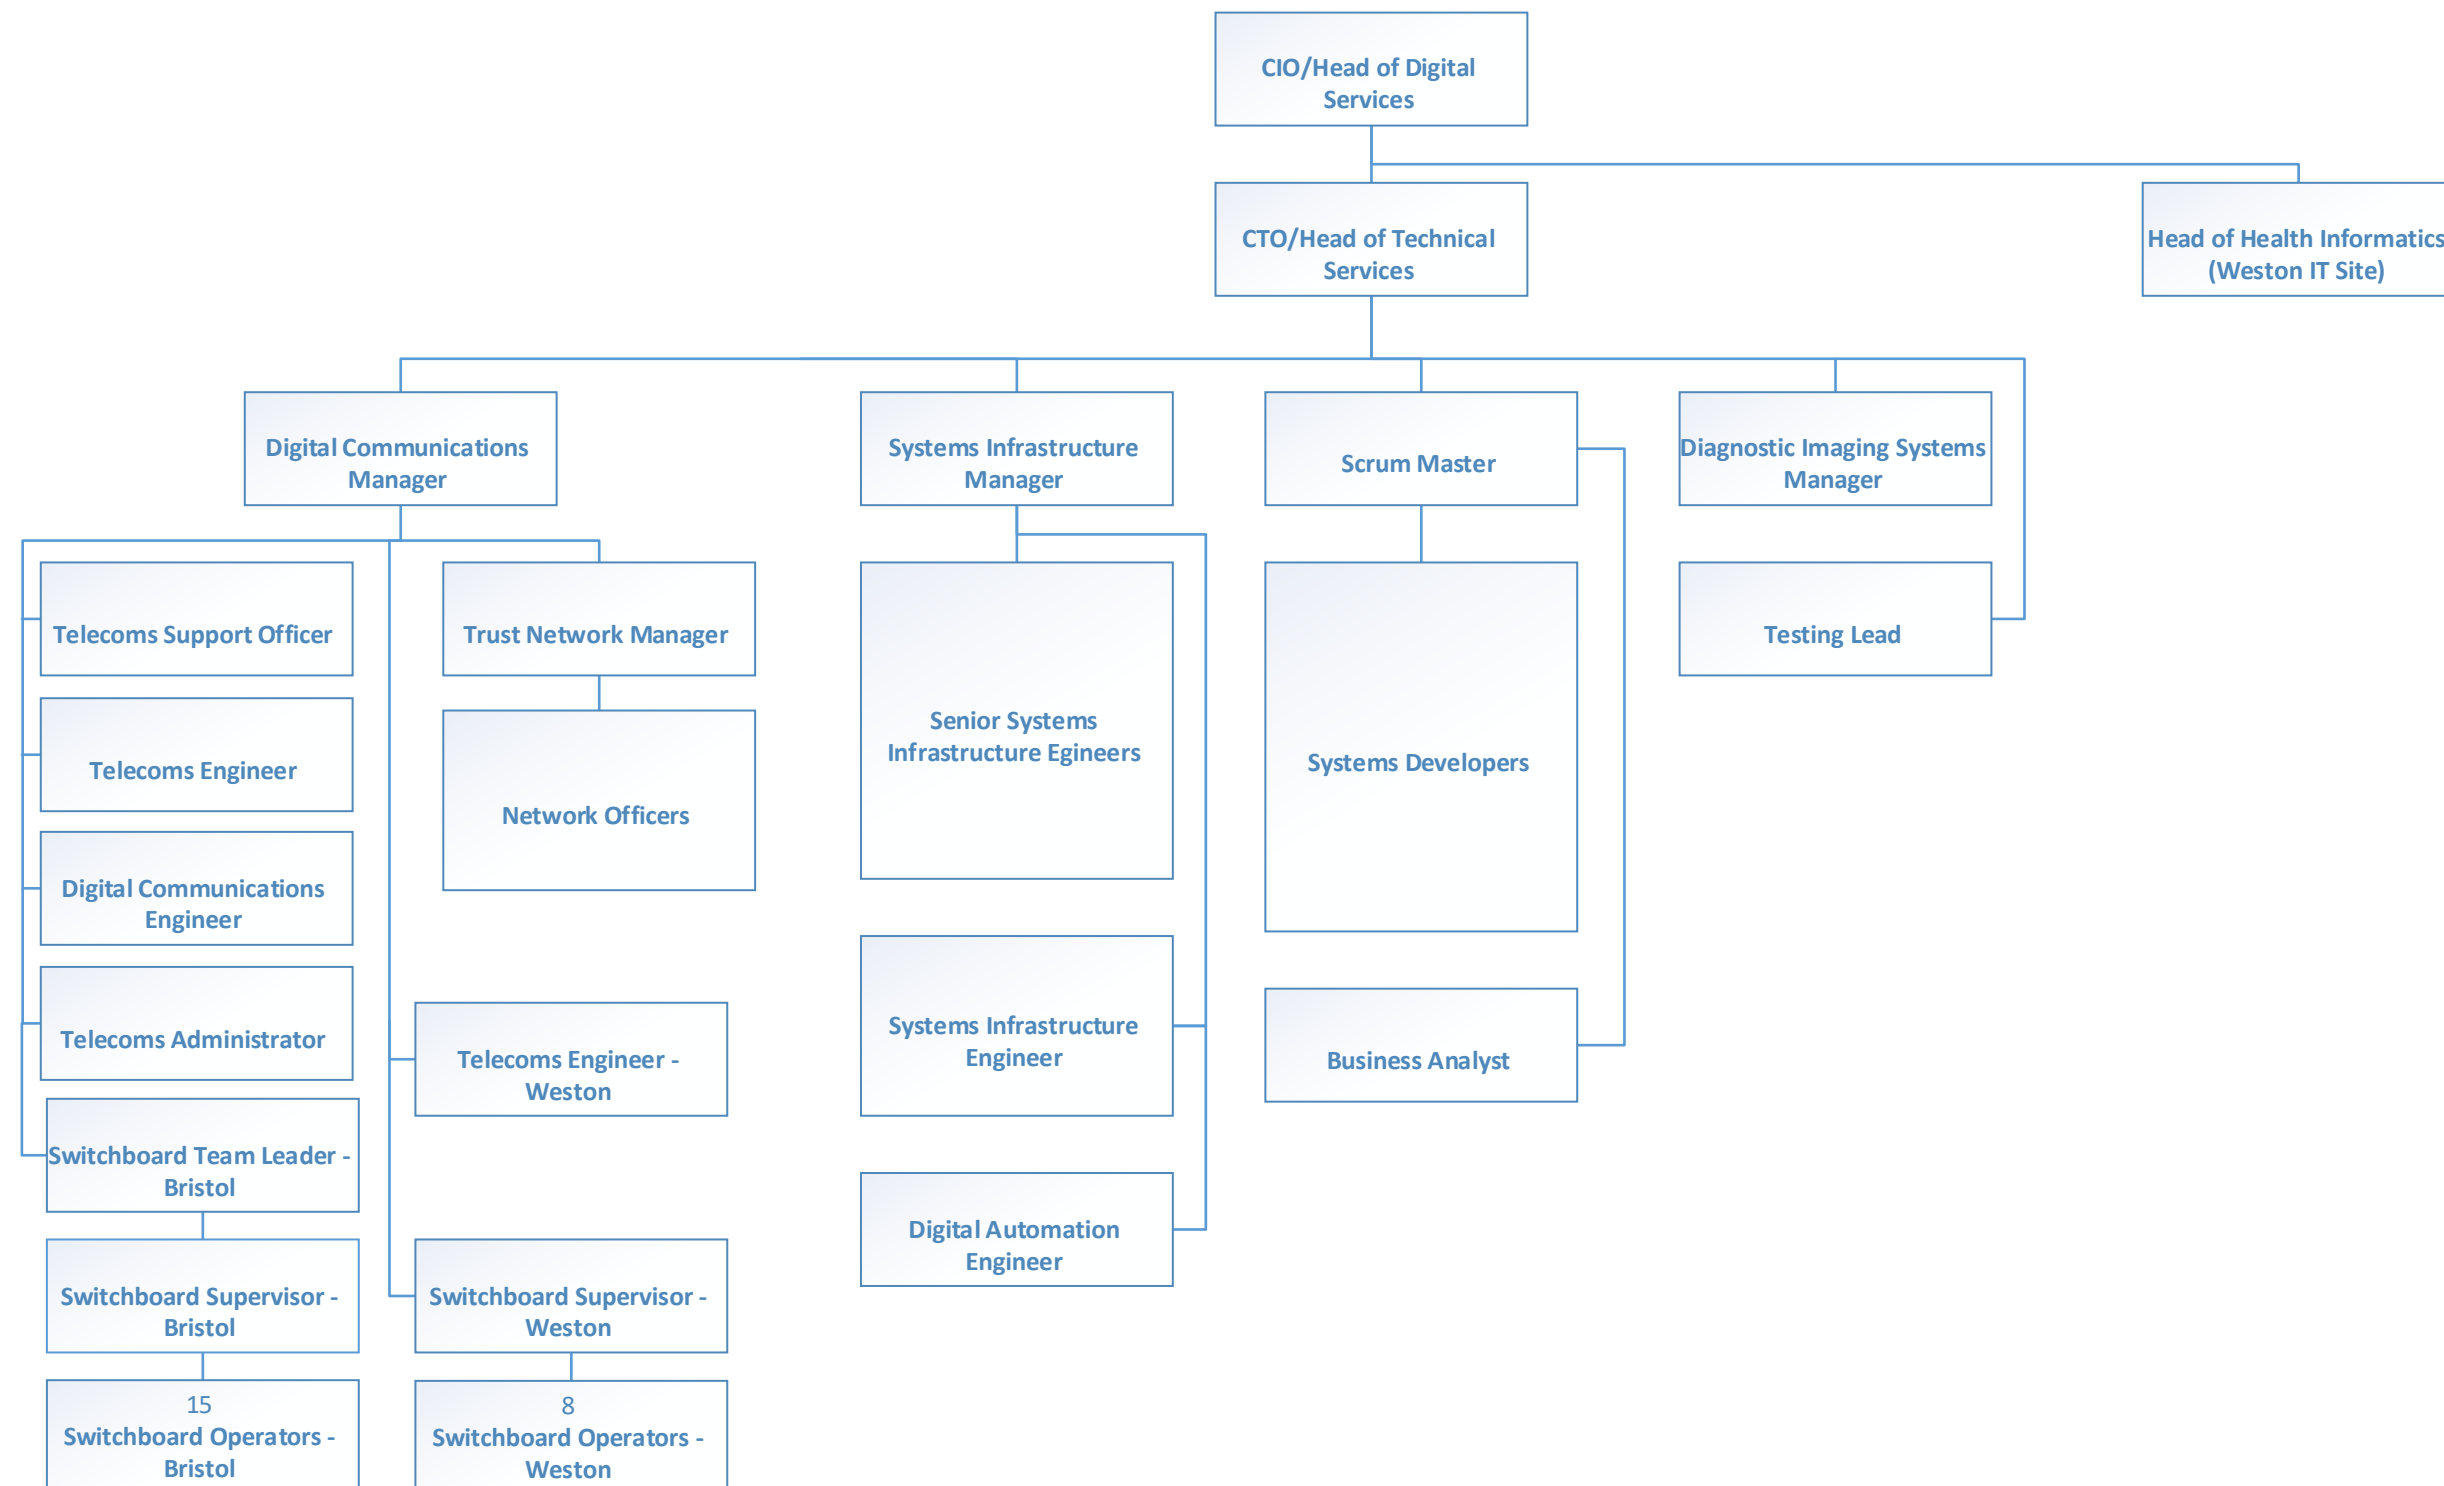 CIO/Head of Digital
Services
CTO/Head of Technical
Services
Head of Health Informatics
(Weston IT Site)
Digital Communications
Manager
Systems Infrastructure
Manager
Scrum Master
Diagnostic Imaging Systems
Manager
Telecoms Support Officer
Trust Network Manager
Senior Systems
Infrastructure Egineers
Systems Developers
Testing Lead
Telecoms Engineer
Network Officers
Digital Communications
Engineer
Telecoms Administrator
Telecoms Engineer -
Weston
Systems Infrastructure
Engineer
Business Analyst
Switchboard Team Leader -
Bristol
Digital Automation
Engineer
Switchboard Supervisor -
Bristol
Switchboard Supervisor -
Weston
15
Switchboard Operators -
Bristol
8
Switchboard Operators -
Weston